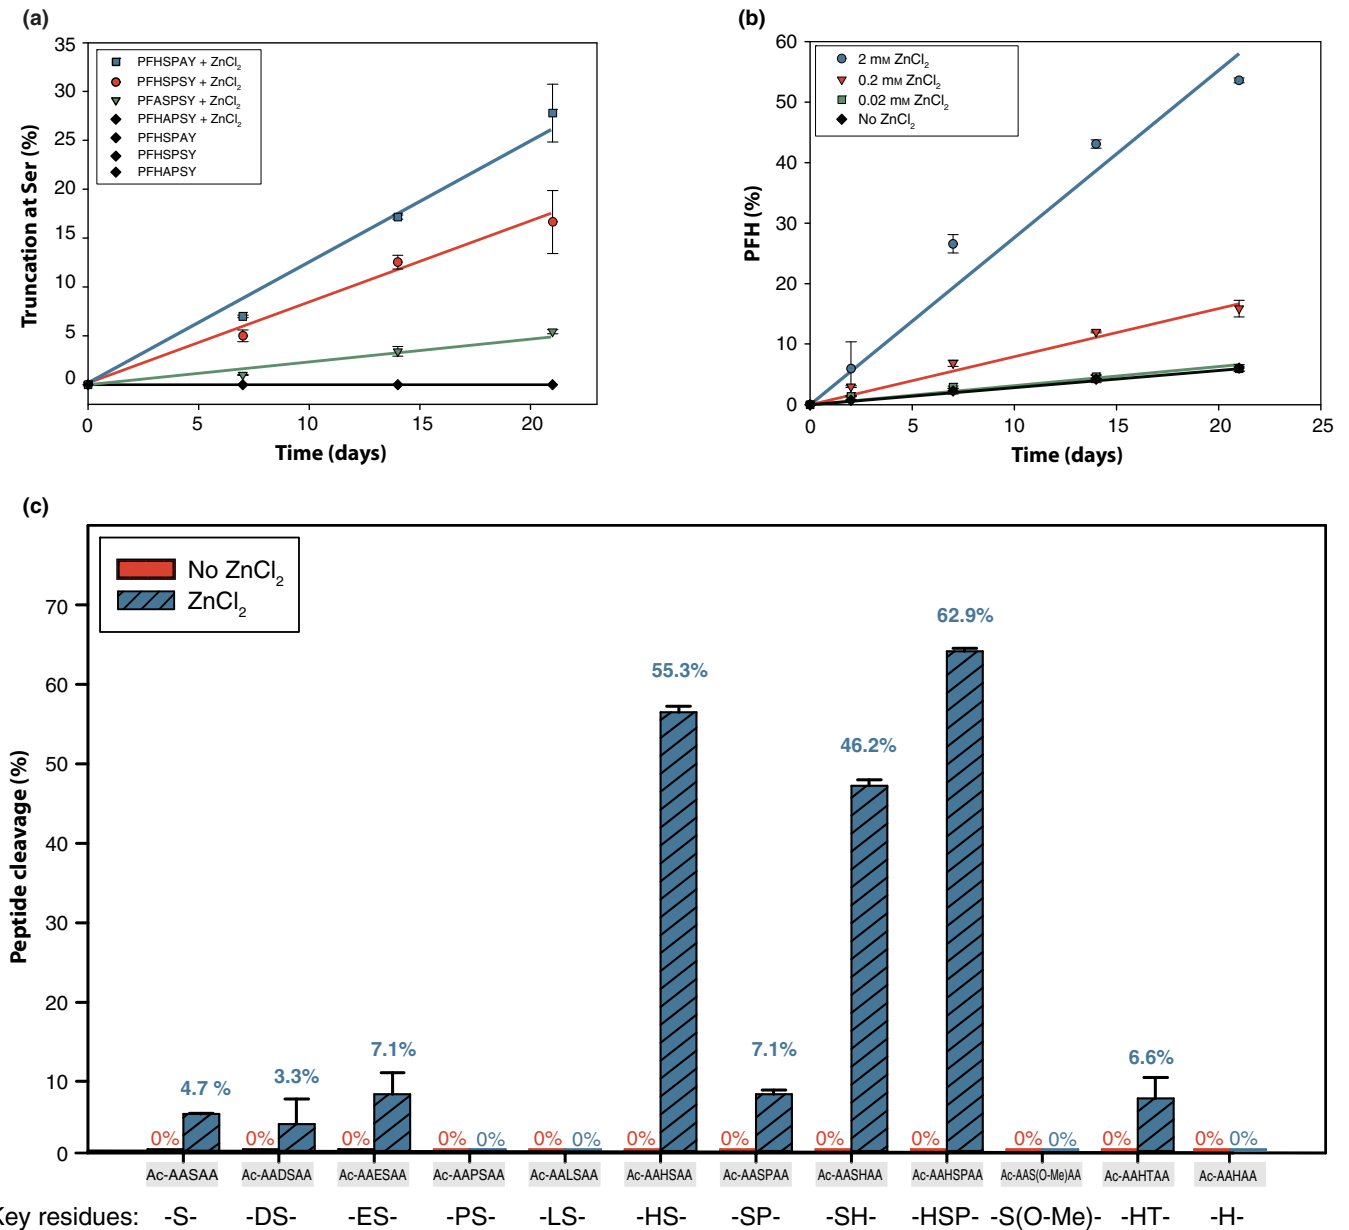 (a)
35
30
25
20
15
10
5
0
Truncation at Ser (%)
PFHSPAY + ZnCl2
PFHSPSY + ZnCl2
PFASPSY + ZnCl2
PFHAPSY + ZnCl2
PFHSPAY
PFHSPSY
PFHAPSY
0 5 10 15 20
Time (days)
(b)
60
50
40
30
20
10
0
PFH (%)
2 mM ZnCl2
0.2 mM ZnCl2
0.02 mM ZnCl2
No ZnCl2
0 5 10 15 20 25
Time (days)
(c)
No ZnCl2
ZnCl2
70
60
50
40
30
20
10
0
Peptide cleavage (%)
0% 4.7 % 0% 3.3% 0% 7.1% 0% 0% 0% 0% 0% 55.3% 0% 7.1% 0% 46.2% 0% 62.9% 0% 0% 0% 6.6% 0% 0%
Ac-AASAA Ac-AADSAA Ac-AAESAA Ac-AAPSAA Ac-AALSAA Ac-AAHSAA Ac-AASPAA Ac-AASHAA Ac-AAHSPAA Ac-AAS(O-Me)AA Ac-AAHTAA Ac-AAHAA
Key residues: -S- -DS- -ES- -PS- -LS- -HS- -SP- -SH- -HSP- -S(O-Me)- -HT- -H-